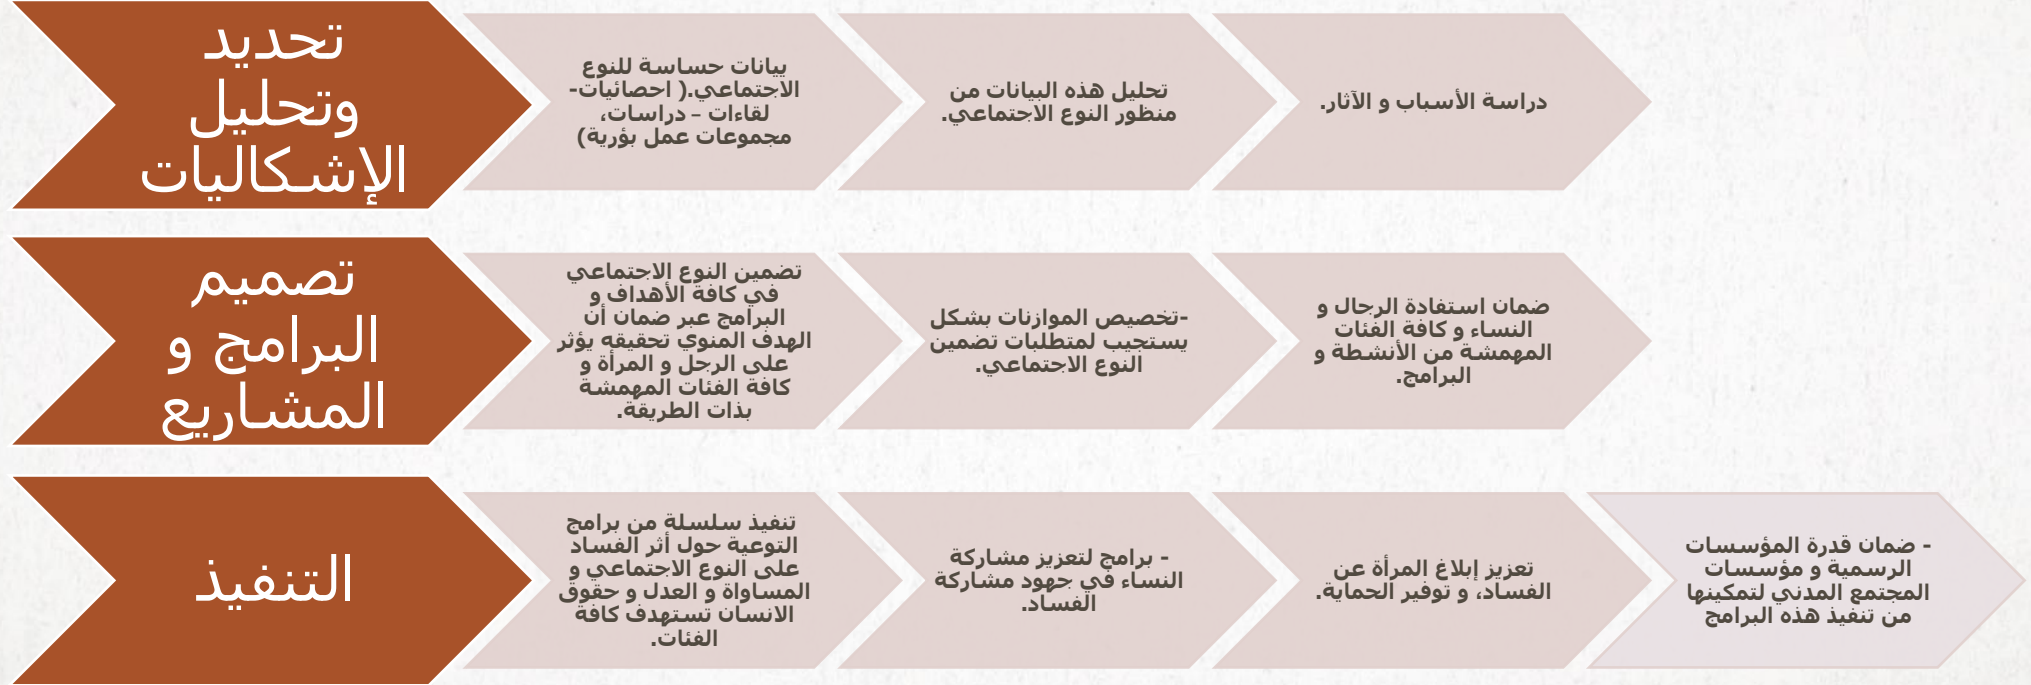 تحديد
وتحليل
الإشكاليات
بيانات حساسة للنوع
الاجتماعي.( احصائيات-
لقاءات – دراسات،
مجموعات عمل بؤرية)
تحليل هذه البيانات من
منظور النوع الاجتماعي.
دراسة الأسباب و الآثار.
تصميم
البرامج و
المشاريع
تضمين النوع الاجتماعي
في كافة الأهداف و
البرامج عبر ضمان أن
الهدف المنوي تحقيقه يؤثر
على الرجل و المرأة و
كافة الفئات المهمشة
بذات الطريقة.
-تخصيص الموازنات بشكل
يستجيب لمتطلبات تضمين
النوع الاجتماعي.
ضمان استفادة الرجال و
النساء و كافة الفئات
المهمشة من الأنشطة و
البرامج.
التنفيذ
تنفيذ سلسلة من برامج
التوعية حول أثر الفساد
على النوع الاجتماعي و
المساواة و العدل و حقوق
الانسان تستهدف كافة
الفئات.
- برامج لتعزيز مشاركة
النساء في جهود مشاركة
الفساد.
تعزيز إبلاغ المرأة عن
الفساد، و توفير الحماية.
- ضمان قدرة المؤسسات
الرسمية و مؤسسات
المجتمع المدني لتمكينها
من تنفيذ هذه البرامج